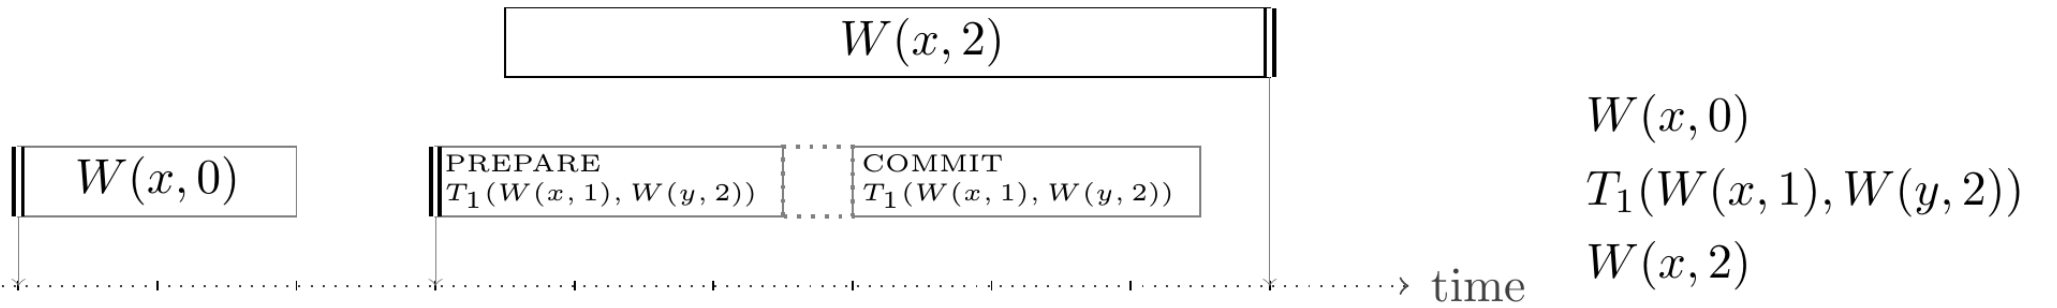 W(x, 2)
W(x, 0)
PREPARE
T₁(W(x, 1), W(y, 2))
COMMIT
T₁(W(x, 1), W(y, 2))
time
W(x, 0)
T₁(W(x, 1), W(y, 2))
W(x, 2)